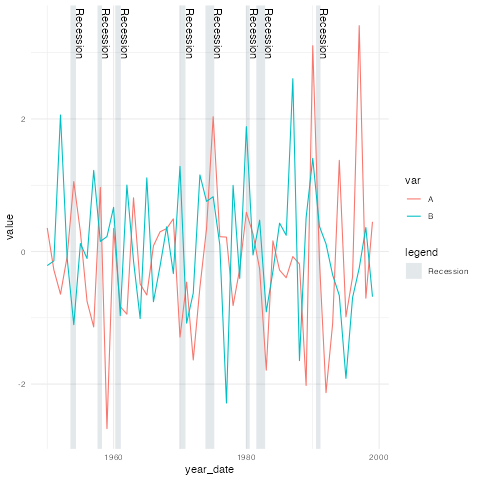 Recession
Recession
Recession
Recession
Recession
Recession
Recession
Recession
2
0
-2
value
1960
1980
2000
year_date
var
A
B
legend
Recession